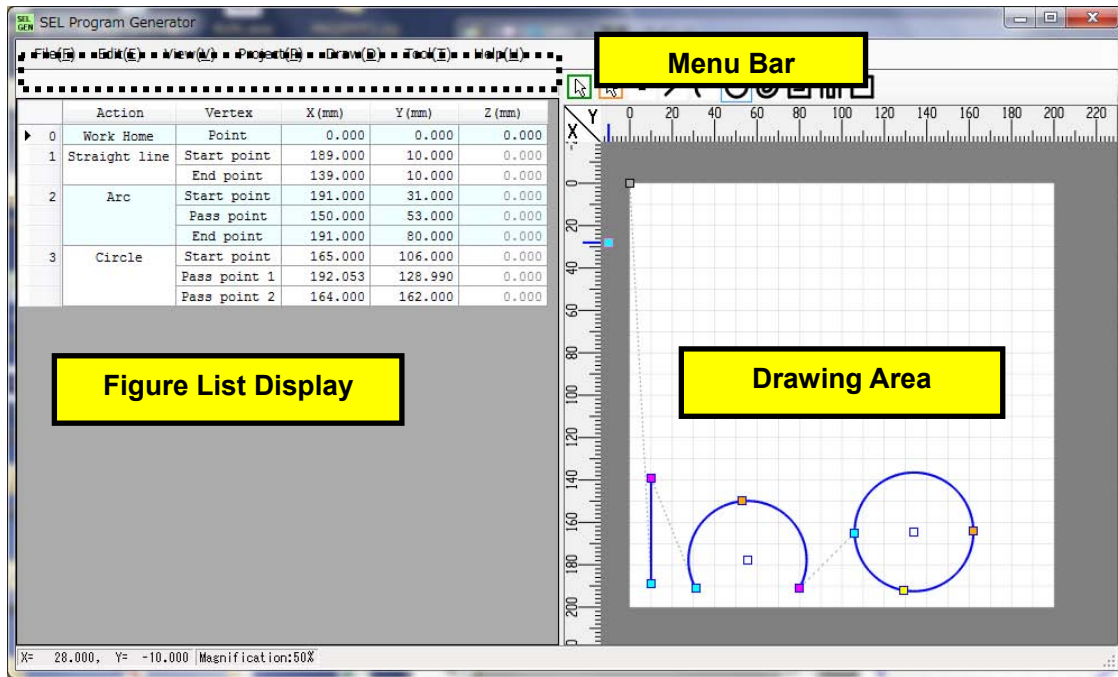 SEL GEN SEL Program Generator
File(F) Edit(E) View(V) Project(P) Draw(D) Tool(T) Help(H)
Menu Bar
Action Vertex X(mm) Y(mm) Z(mm)
0 Work Home Point 0.000 0.000 0.000
1 Straight line Start point 189.000 10.000 0.000
End point 139.000 10.000 0.000
2 Arc Start point 191.000 31.000 0.000
Pass point 150.000 53.000 0.000
End point 191.000 80.000 0.000
3 Circle Start point 165.000 106.000 0.000
Pass point 1 192.053 128.990 0.000
Pass point 2 164.000 162.000 0.000
Figure List Display
Y
X
0 20 40 60 80 100 120 140 160 180 200 220
0
20
40
60
80
100
120
140
160
180
200
Drawing Area
X= 28.000, Y= -10.000 Magnification:50%